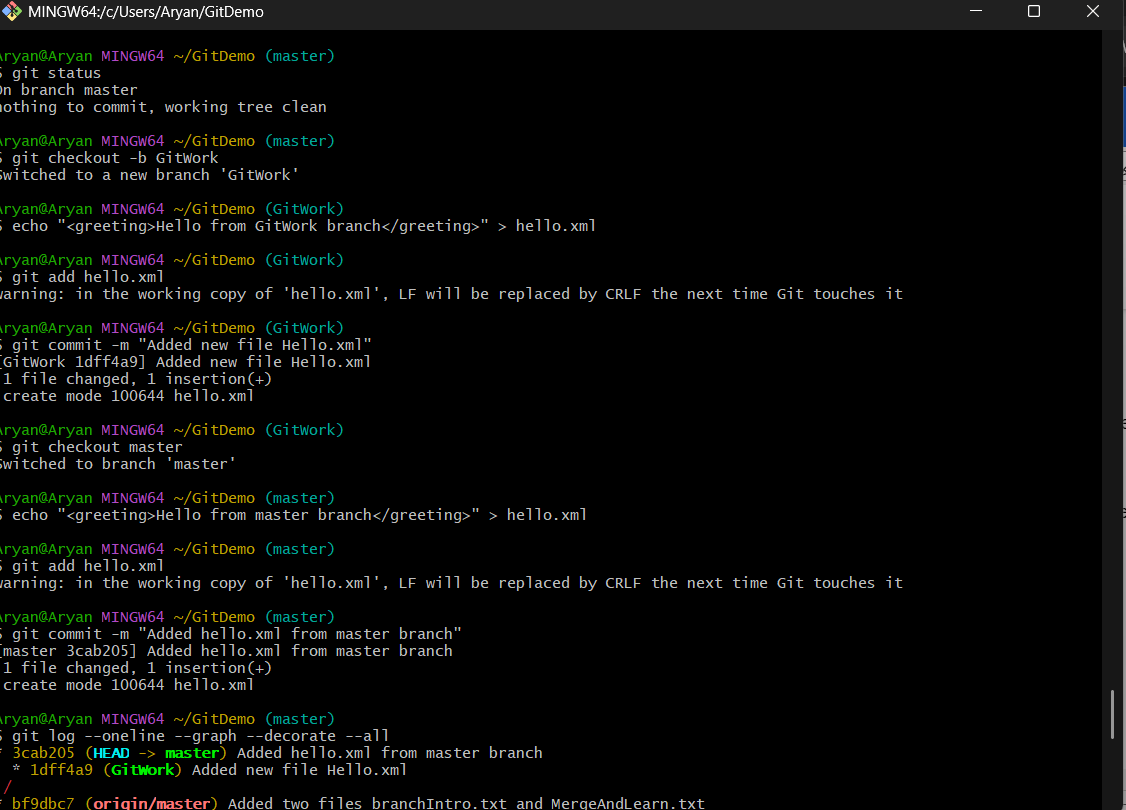 MINGW64:/c/Users/Aryan/GitDemo
Aryan@Aryan MINGW64 ~/GitDemo (master)
$ git status
On branch master
nothing to commit, working tree clean
Aryan@Aryan MINGW64 ~/GitDemo (master)
$ git checkout -b GitWork
Switched to a new branch 'GitWork'
Aryan@Aryan MINGW64 ~/GitDemo (GitWork)
$ echo "<greeting>Hello from GitWork branch</greeting>" > hello.xml
Aryan@Aryan MINGW64 ~/GitDemo (GitWork)
$ git add hello.xml
warning: in the working copy of 'hello.xml', LF will be replaced by CRLF the next time Git touches it
Aryan@Aryan MINGW64 ~/GitDemo (GitWork)
$ git commit -m "Added new file Hello.xml"
[GitWork 1dff4a9] Added new file Hello.xml
1 file changed, 1 insertion(+)
create mode 100644 hello.xml
Aryan@Aryan MINGW64 ~/GitDemo (GitWork)
$ git checkout master
Switched to branch 'master'
Aryan@Aryan MINGW64 ~/GitDemo (master)
$ echo "<greeting>Hello from master branch</greeting>" > hello.xml
Aryan@Aryan MINGW64 ~/GitDemo (master)
$ git add hello.xml
warning: in the working copy of 'hello.xml', LF will be replaced by CRLF the next time Git touches it
Aryan@Aryan MINGW64 ~/GitDemo (master)
$ git commit -m "Added hello.xml from master branch"
[master 3cab205] Added hello.xml from master branch
1 file changed, 1 insertion(+)
create mode 100644 hello.xml
Aryan@Aryan MINGW64 ~/GitDemo (master)
$ git log --oneline --graph --decorate --all
* 3cab205 (HEAD -> master) Added hello.xml from master branch
* 1dff4a9 (GitWork) Added new file Hello.xml
/
* bf9dbc7 (origin/master) Added two files branchIntro.txt and MergeAndLearn.txt